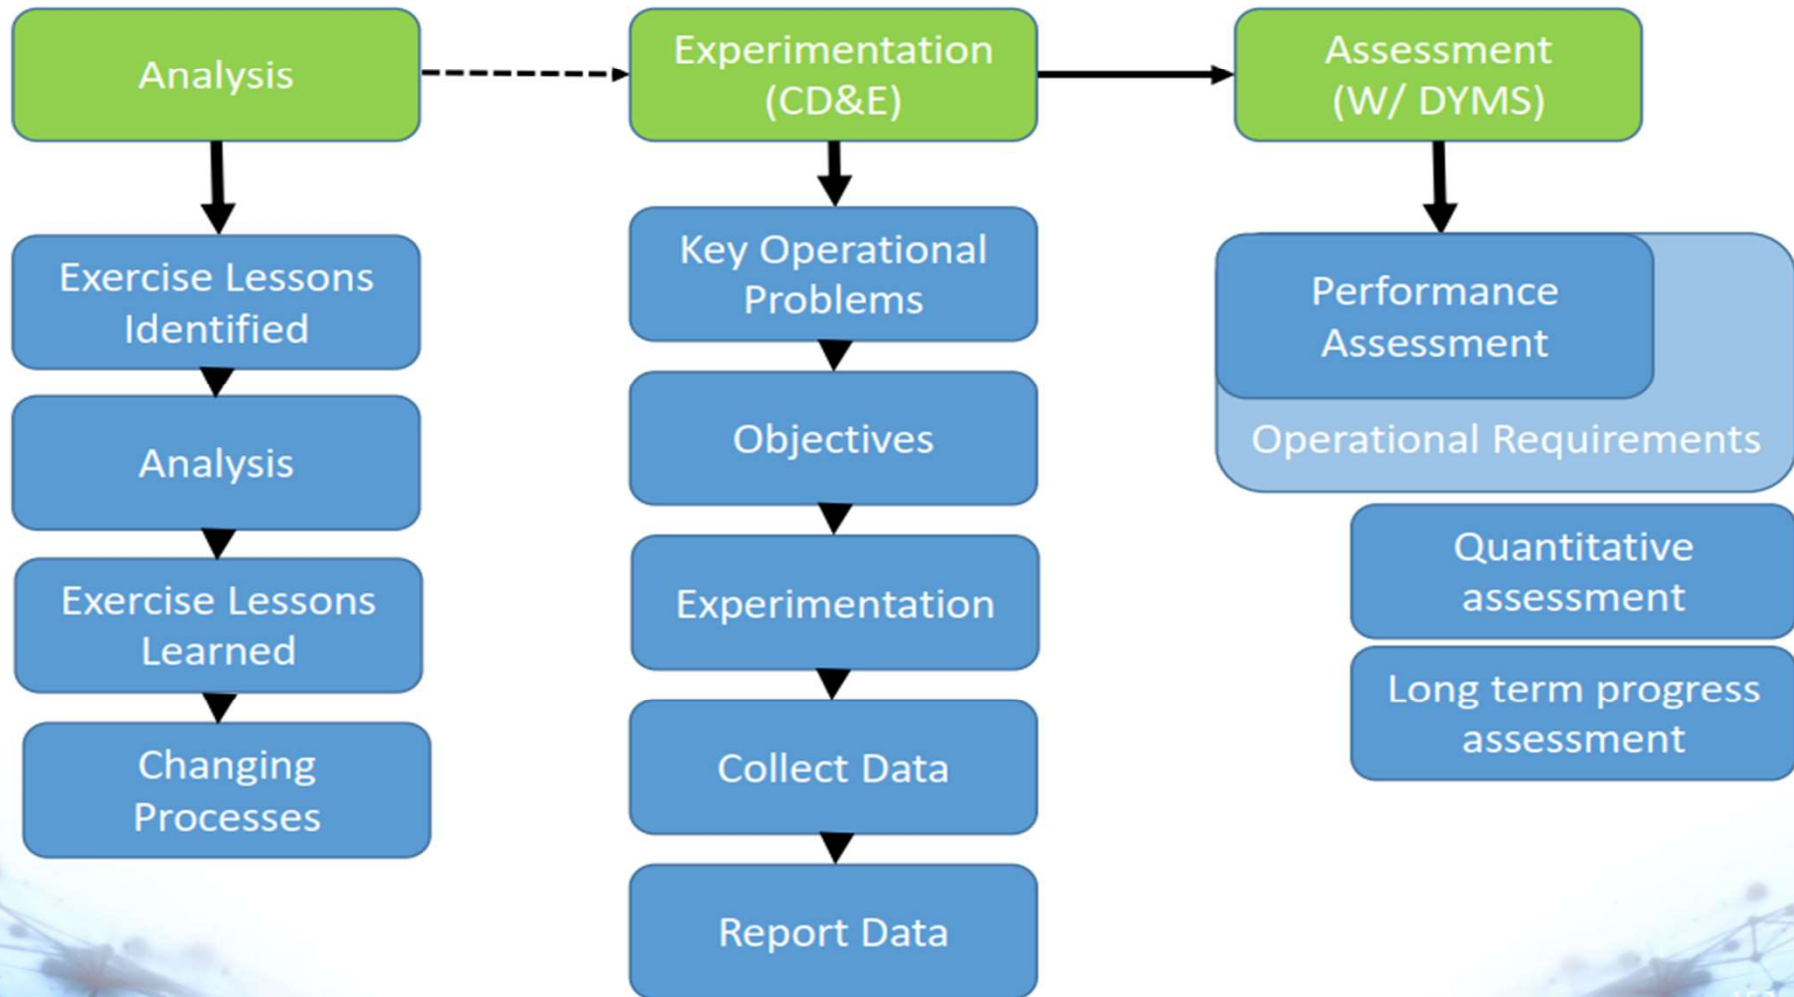 Analysis
Experimentation
(CD&E)
Assessment
(W/ DYMS)
Exercise Lessons
Identified
Analysis
Exercise Lessons
Learned
Changing
Processes
Key Operational
Problems
Objectives
Experimentation
Collect Data
Report Data
Performance
Assessment
Operational Requirements
Quantitative
assessment
Long term progress
assessment